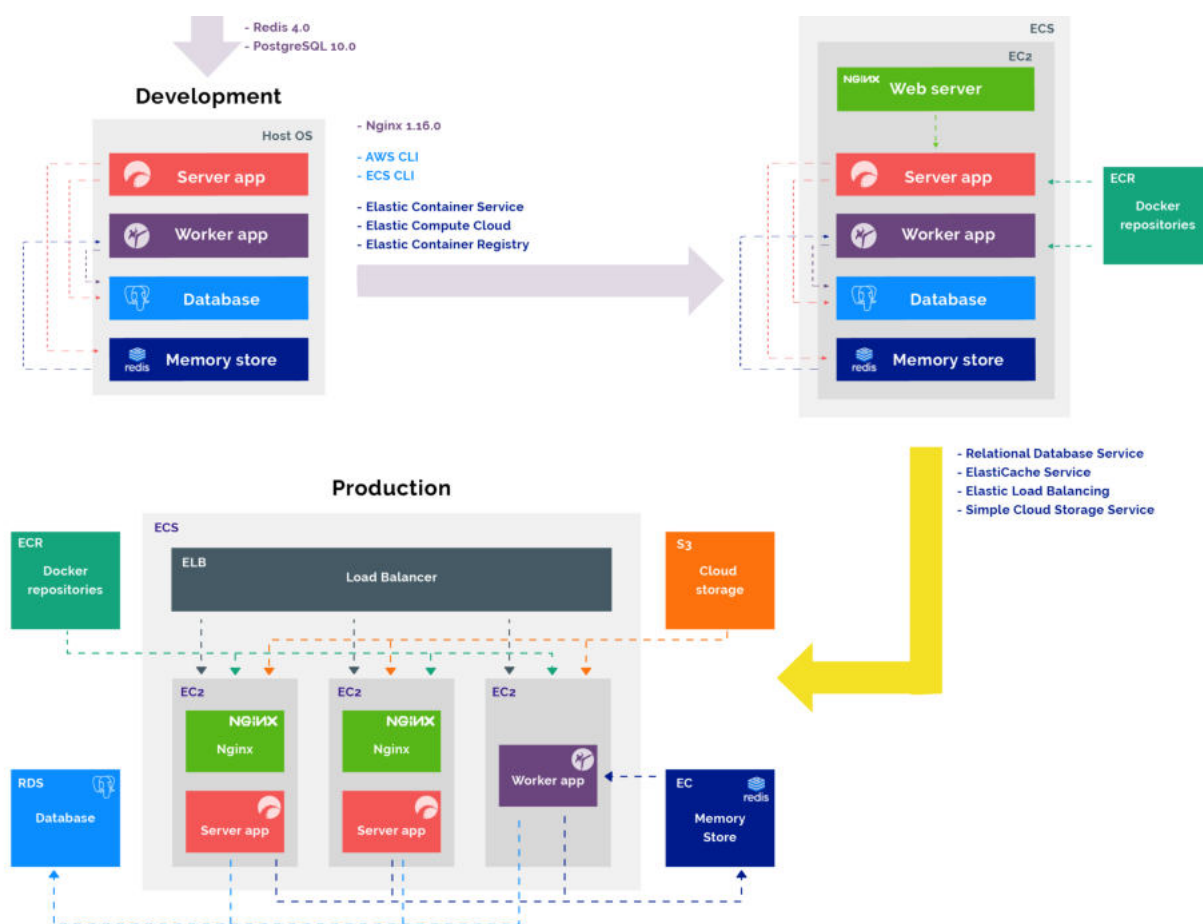 - Redis 4.0
- PostgreSQL 10.0
Development
Host OS
Server app
Worker app
Database
redis
Memory store
- Nginx 1.16.0
- AWS CLI
- ECS CLI
- Elastic Container Service
- Elastic Compute Cloud
- Elastic Container Registry
ECS
EC2
NGINX
Web server
Server app
Worker app
Database
redis
Memory store
ECR
Docker
repositories
- Relational Database Service
- ElastiCache Service
- Elastic Load Balancing
- Simple Cloud Storage Service
Production
ECR
Docker
repositories
ECS
ELB
Load Balancer
S3
Cloud
storage
EC2
NGINX
Nginx
Server app
EC2
NGINX
Nginx
Server app
EC2
Worker app
RDS
Database
EC
redis
Memory
Store